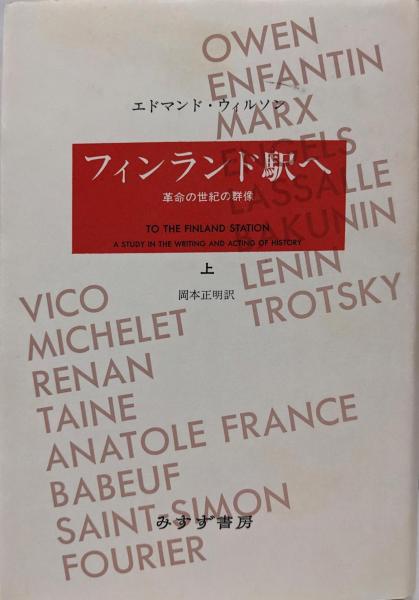 OWEN
ENFANTIN
MARX
ENGELS
LASSALLE
BAKUNIN
LENIN
TROTSKY
エドマンド・ウィルソン
フィンランド駅へ
革命の世紀の群像
TO THE FINLAND STATION
A STUDY IN THE WRITING AND ACTING OF HISTORY
上
岡本正明訳
VICO
MICHELET
RENAN
TAINE
ANATOLE FRANCE
BABEUF
SAINT-SIMON
FOURIER
みすず書房